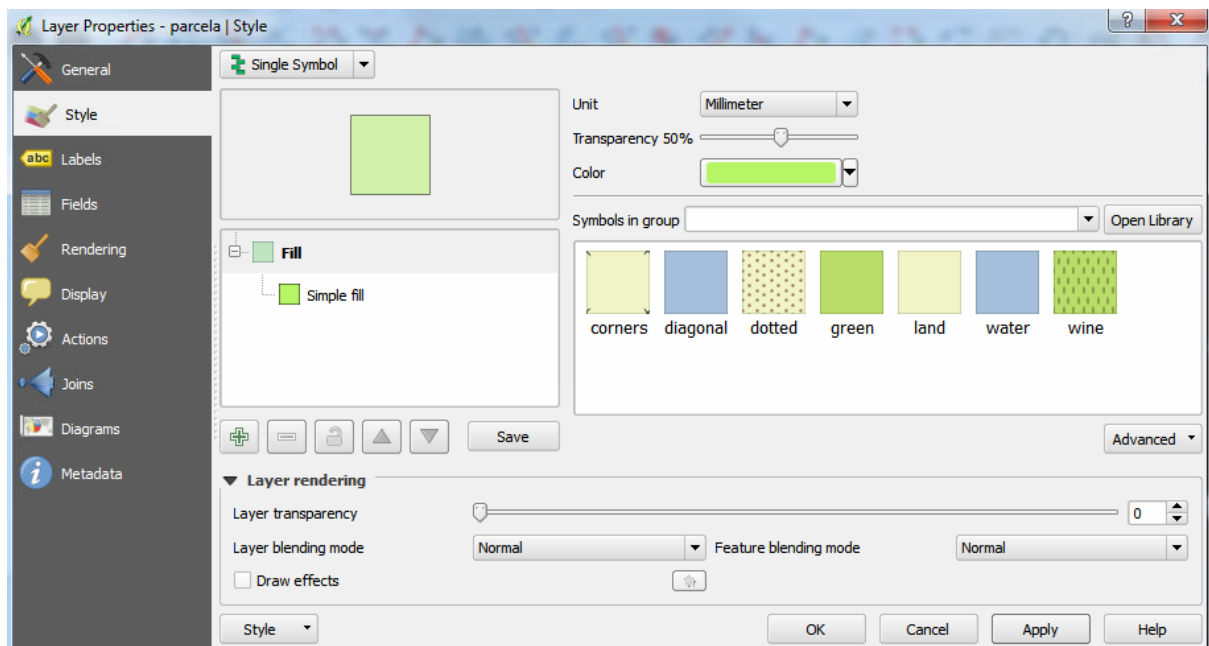 Layer Properties - parcela | Style
General
Style
abc Labels
Fields
Rendering
Display
Actions
Joins
Diagrams
Metadata
Single Symbol
Unit Millimeter
Transparency 50%
Color
Symbols in group Open Library
Fill
Simple fill
corners diagonal dotted green land water wine
Save
Advanced
Layer rendering
Layer transparency 0
Layer blending mode Normal Feature blending mode Normal
Draw effects
Style OK Cancel Apply Help